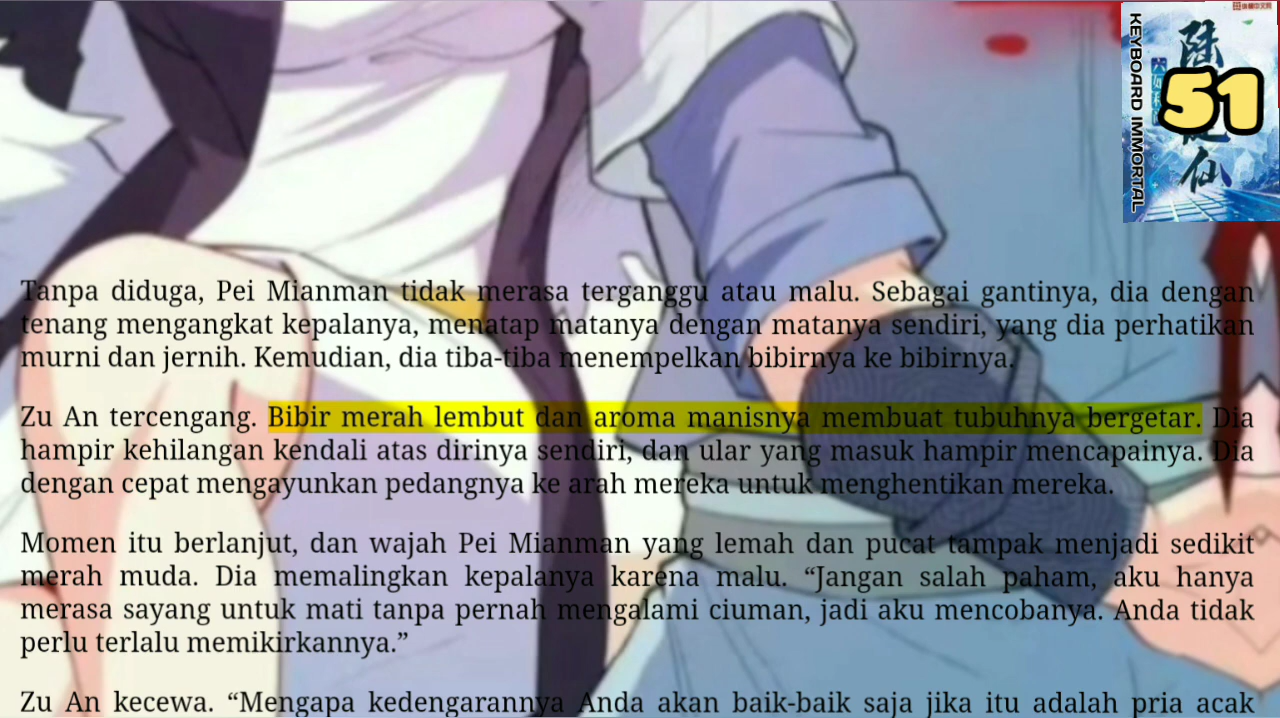 KEYBOARD IMMORTAL
51
Tanpa diduga, Pei Mianman tidak merasa terganggu atau malu. Sebagai gantinya, dia dengan
tenang mengangkat kepalanya, menatap matanya dengan matanya sendiri, yang dia perhatikan
murni dan jernih. Kemudian, dia tiba-tiba menempelkan bibirnya ke bibirnya.
Zu An tercengang. Bibir merah lembut dan aroma manisnya membuat tubuhnya bergetar. Dia
hampir kehilangan kendali atas dirinya sendiri, dan ular yang masuk hampir mencapainya. Dia
dengan cepat mengayunkan pedangnya ke arah mereka untuk menghentikan mereka.
Momen itu berlanjut, dan wajah Pei Mianman yang lemah dan pucat tampak menjadi sedikit
merah muda. Dia memalingkan kepalanya karena malu. “Jangan salah paham, aku hanya
merasa sayang untuk mati tanpa pernah mengalami ciuman, jadi aku mencobanya. Anda tidak
perlu terlalu memikirkannya.”
Zu An kecewa. “Mengapa kedengarannya Anda akan baik-baik saja jika itu adalah pria acak